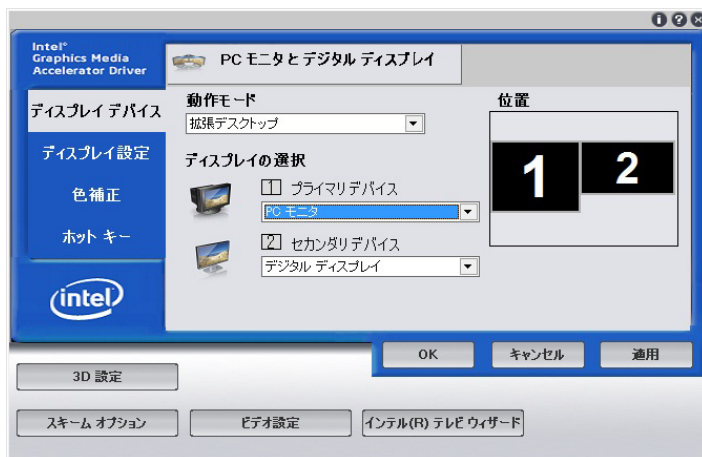 Intel®
Graphics Media
Accelerator Driver
PC モニタとデジタル ディスプレイ
ディスプレイ デバイス
ディスプレイ設定
色補正
ホット キー
intel
動作モード
拡張デスクトップ
ディスプレイの選択
1 プライマリ デバイス
PC モニタ
2 セカンダリ デバイス
デジタル ディスプレイ
位置
1 2
OK キャンセル 適用
3D 設定
スキーム オプション ビデオ設定 インテル(R) テレビ ウィザード